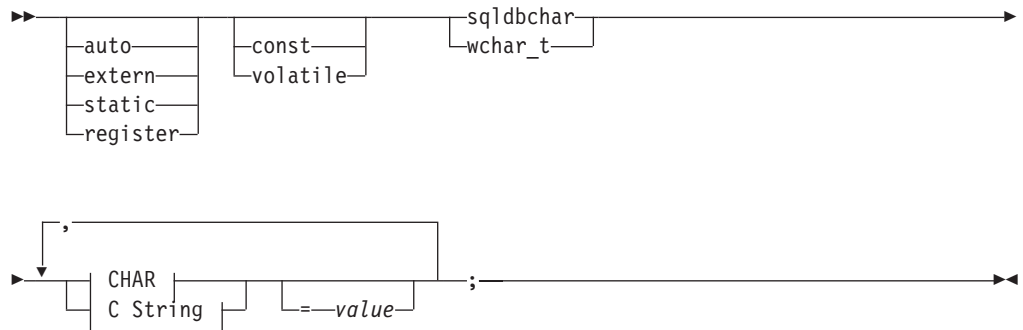 sqldbchar
auto const wchar_t
extern volatile
static
register
,
CHAR ;
C String = value